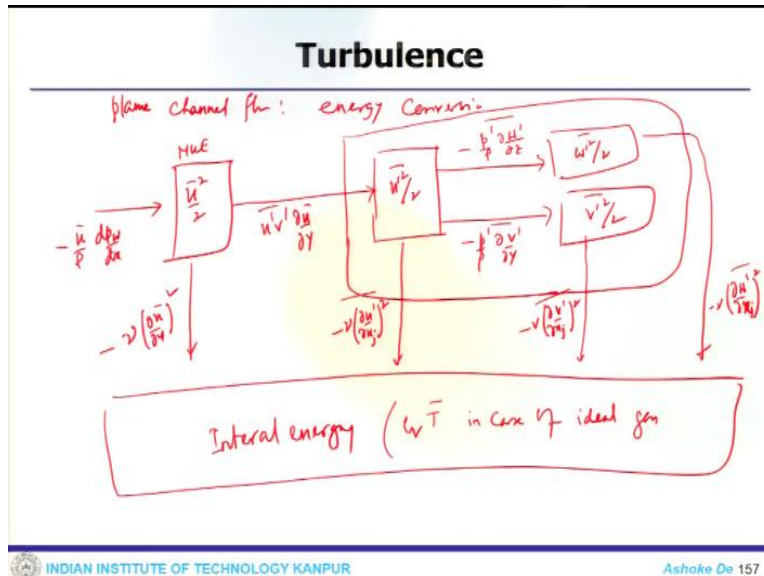 Turbulence
plane channel flow: energy Conversion
MKE
- ū/ρ dp_w/dx
ū²/2
u'v' ∂ū/∂y
u'²/2
- p'/ρ ∂w'/∂z
w'²/2
- p'/ρ ∂v'/∂y
v'²/2
- ν(∂ū/∂y)²
- ν(∂u'/∂x_j)²
- ν(∂v'/∂x_j)²
- ν(∂w'/∂x_j)²
Interal energy (c_v T̄ in case of ideal gas
INDIAN INSTITUTE OF TECHNOLOGY KANPUR
Ashoke De 157